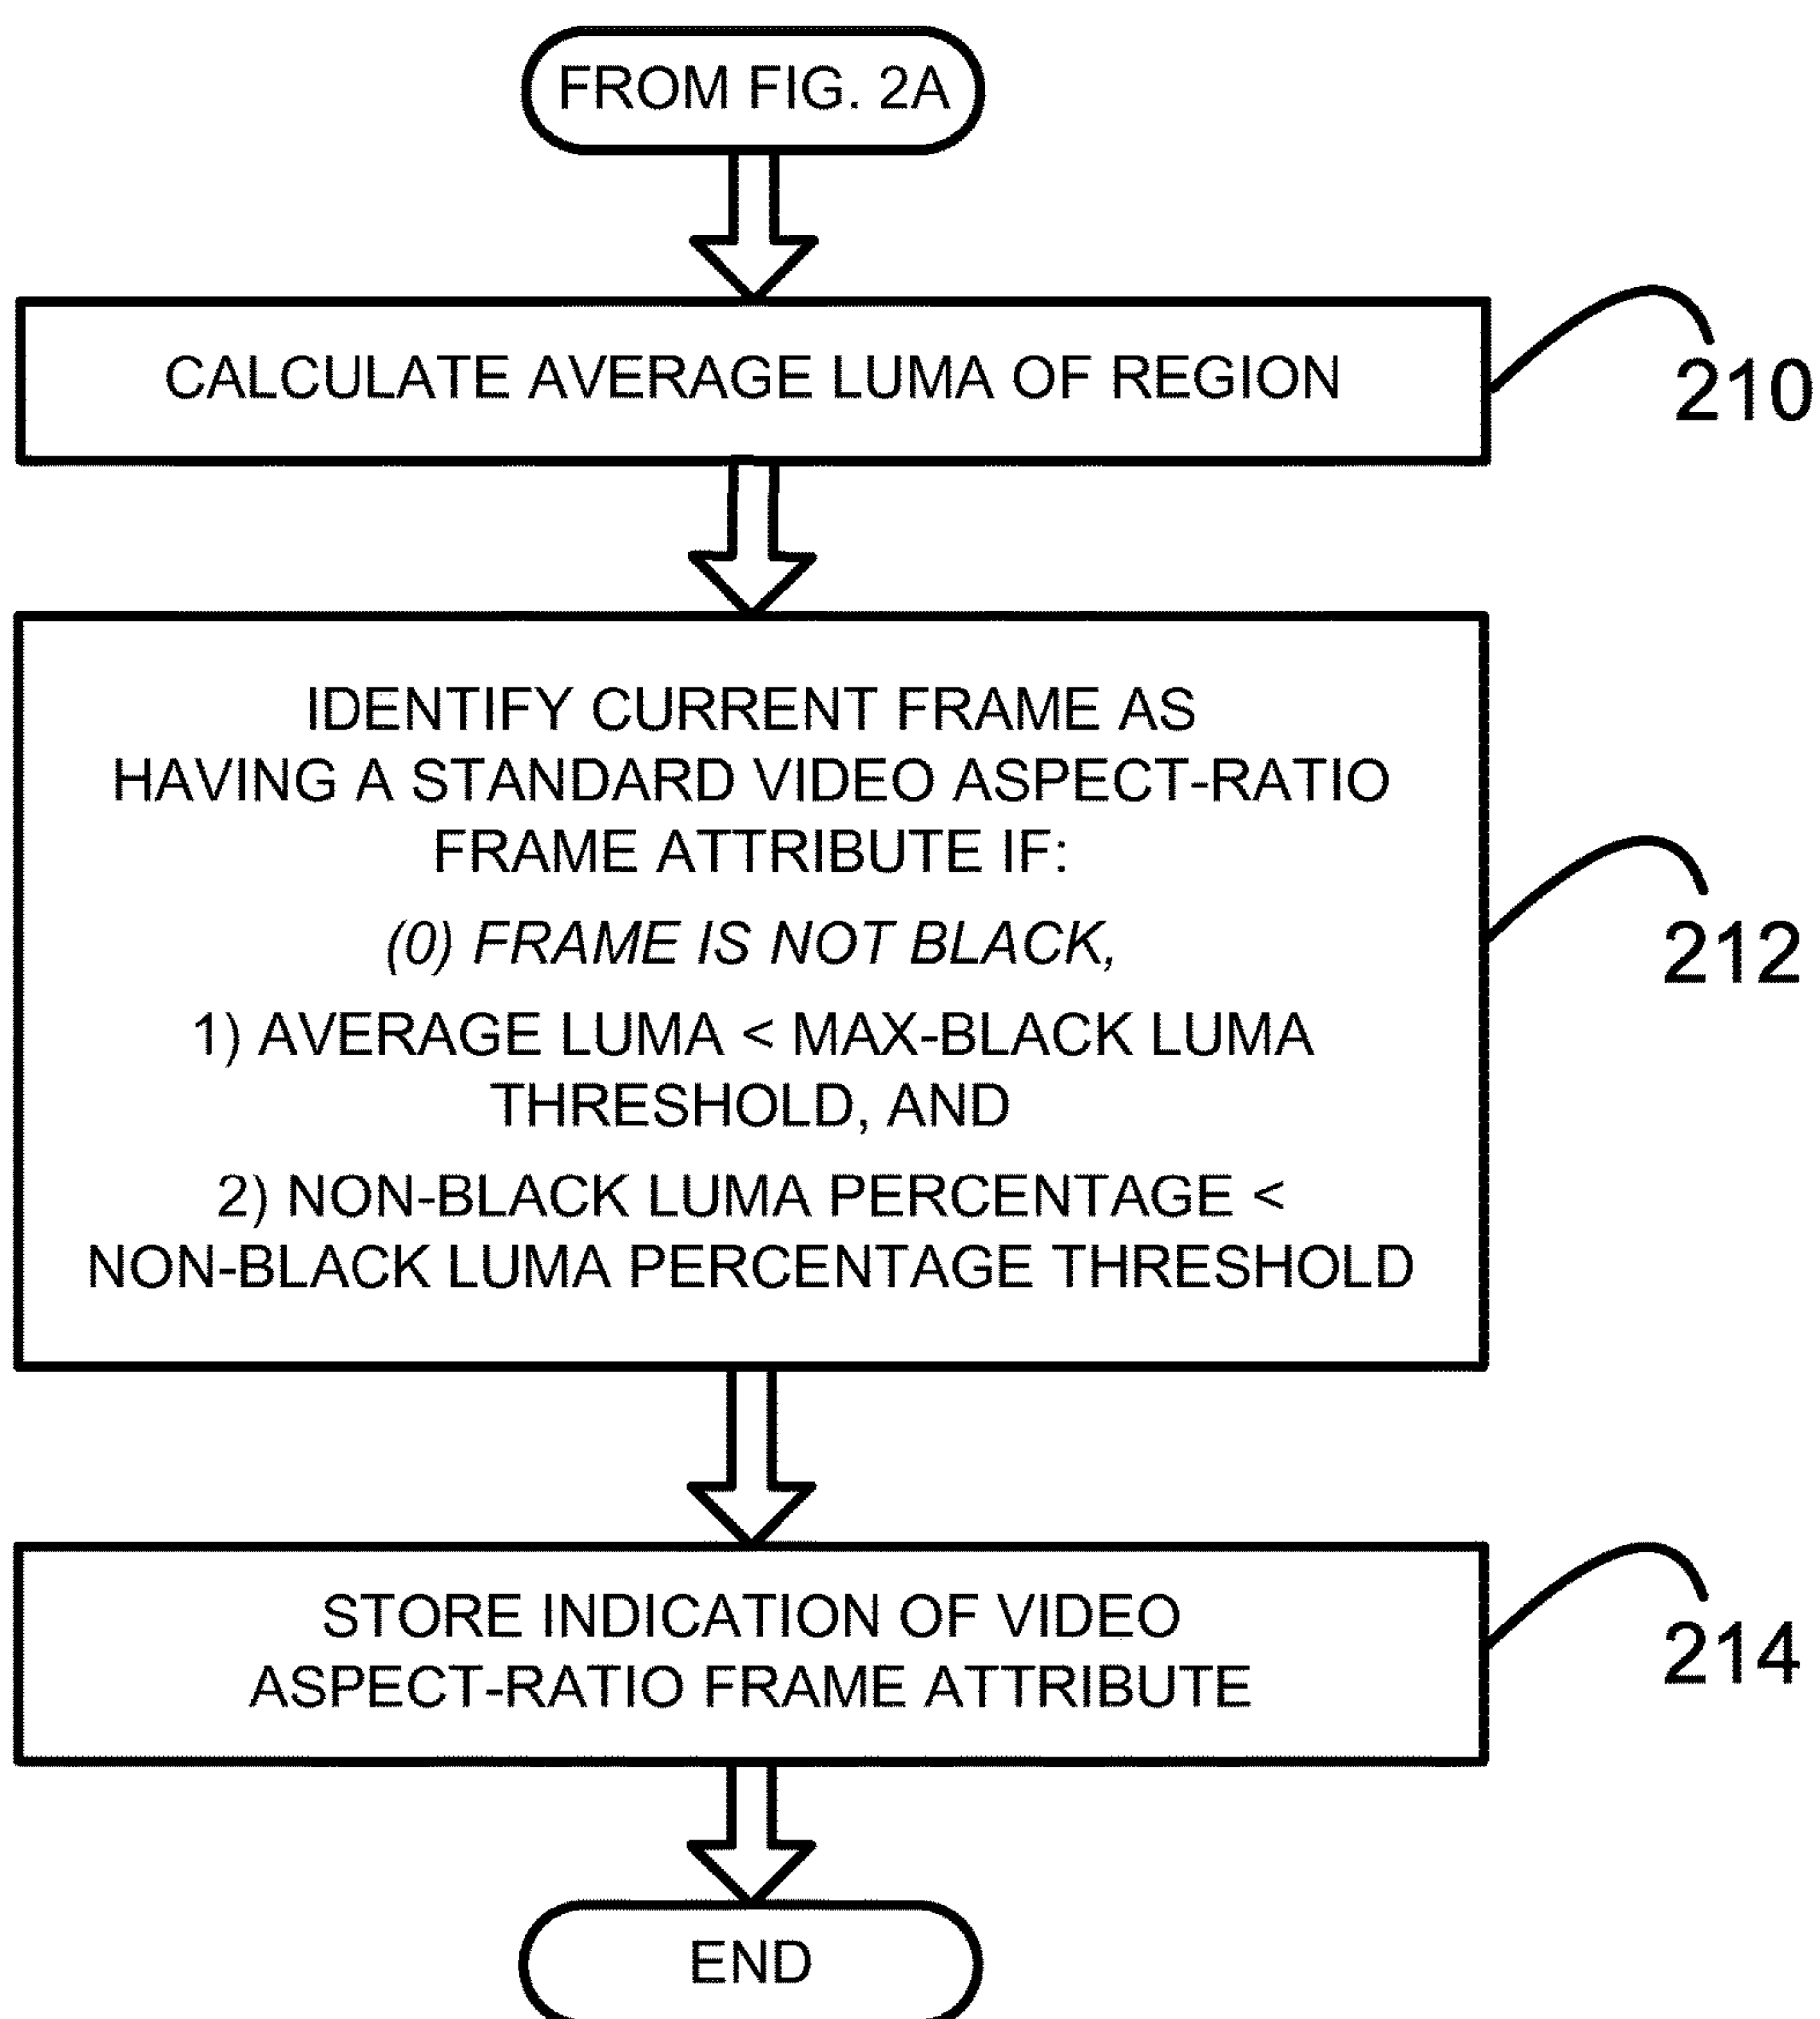 FROM FIG. 2A
CALCULATE AVERAGE LUMA OF REGION
210
IDENTIFY CURRENT FRAME AS
HAVING A STANDARD VIDEO ASPECT-RATIO
FRAME ATTRIBUTE IF:
(0) FRAME IS NOT BLACK,
1) AVERAGE LUMA < MAX-BLACK LUMA
THRESHOLD, AND
2) NON-BLACK LUMA PERCENTAGE <
NON-BLACK LUMA PERCENTAGE THRESHOLD
212
STORE INDICATION OF VIDEO
ASPECT-RATIO FRAME ATTRIBUTE
214
END